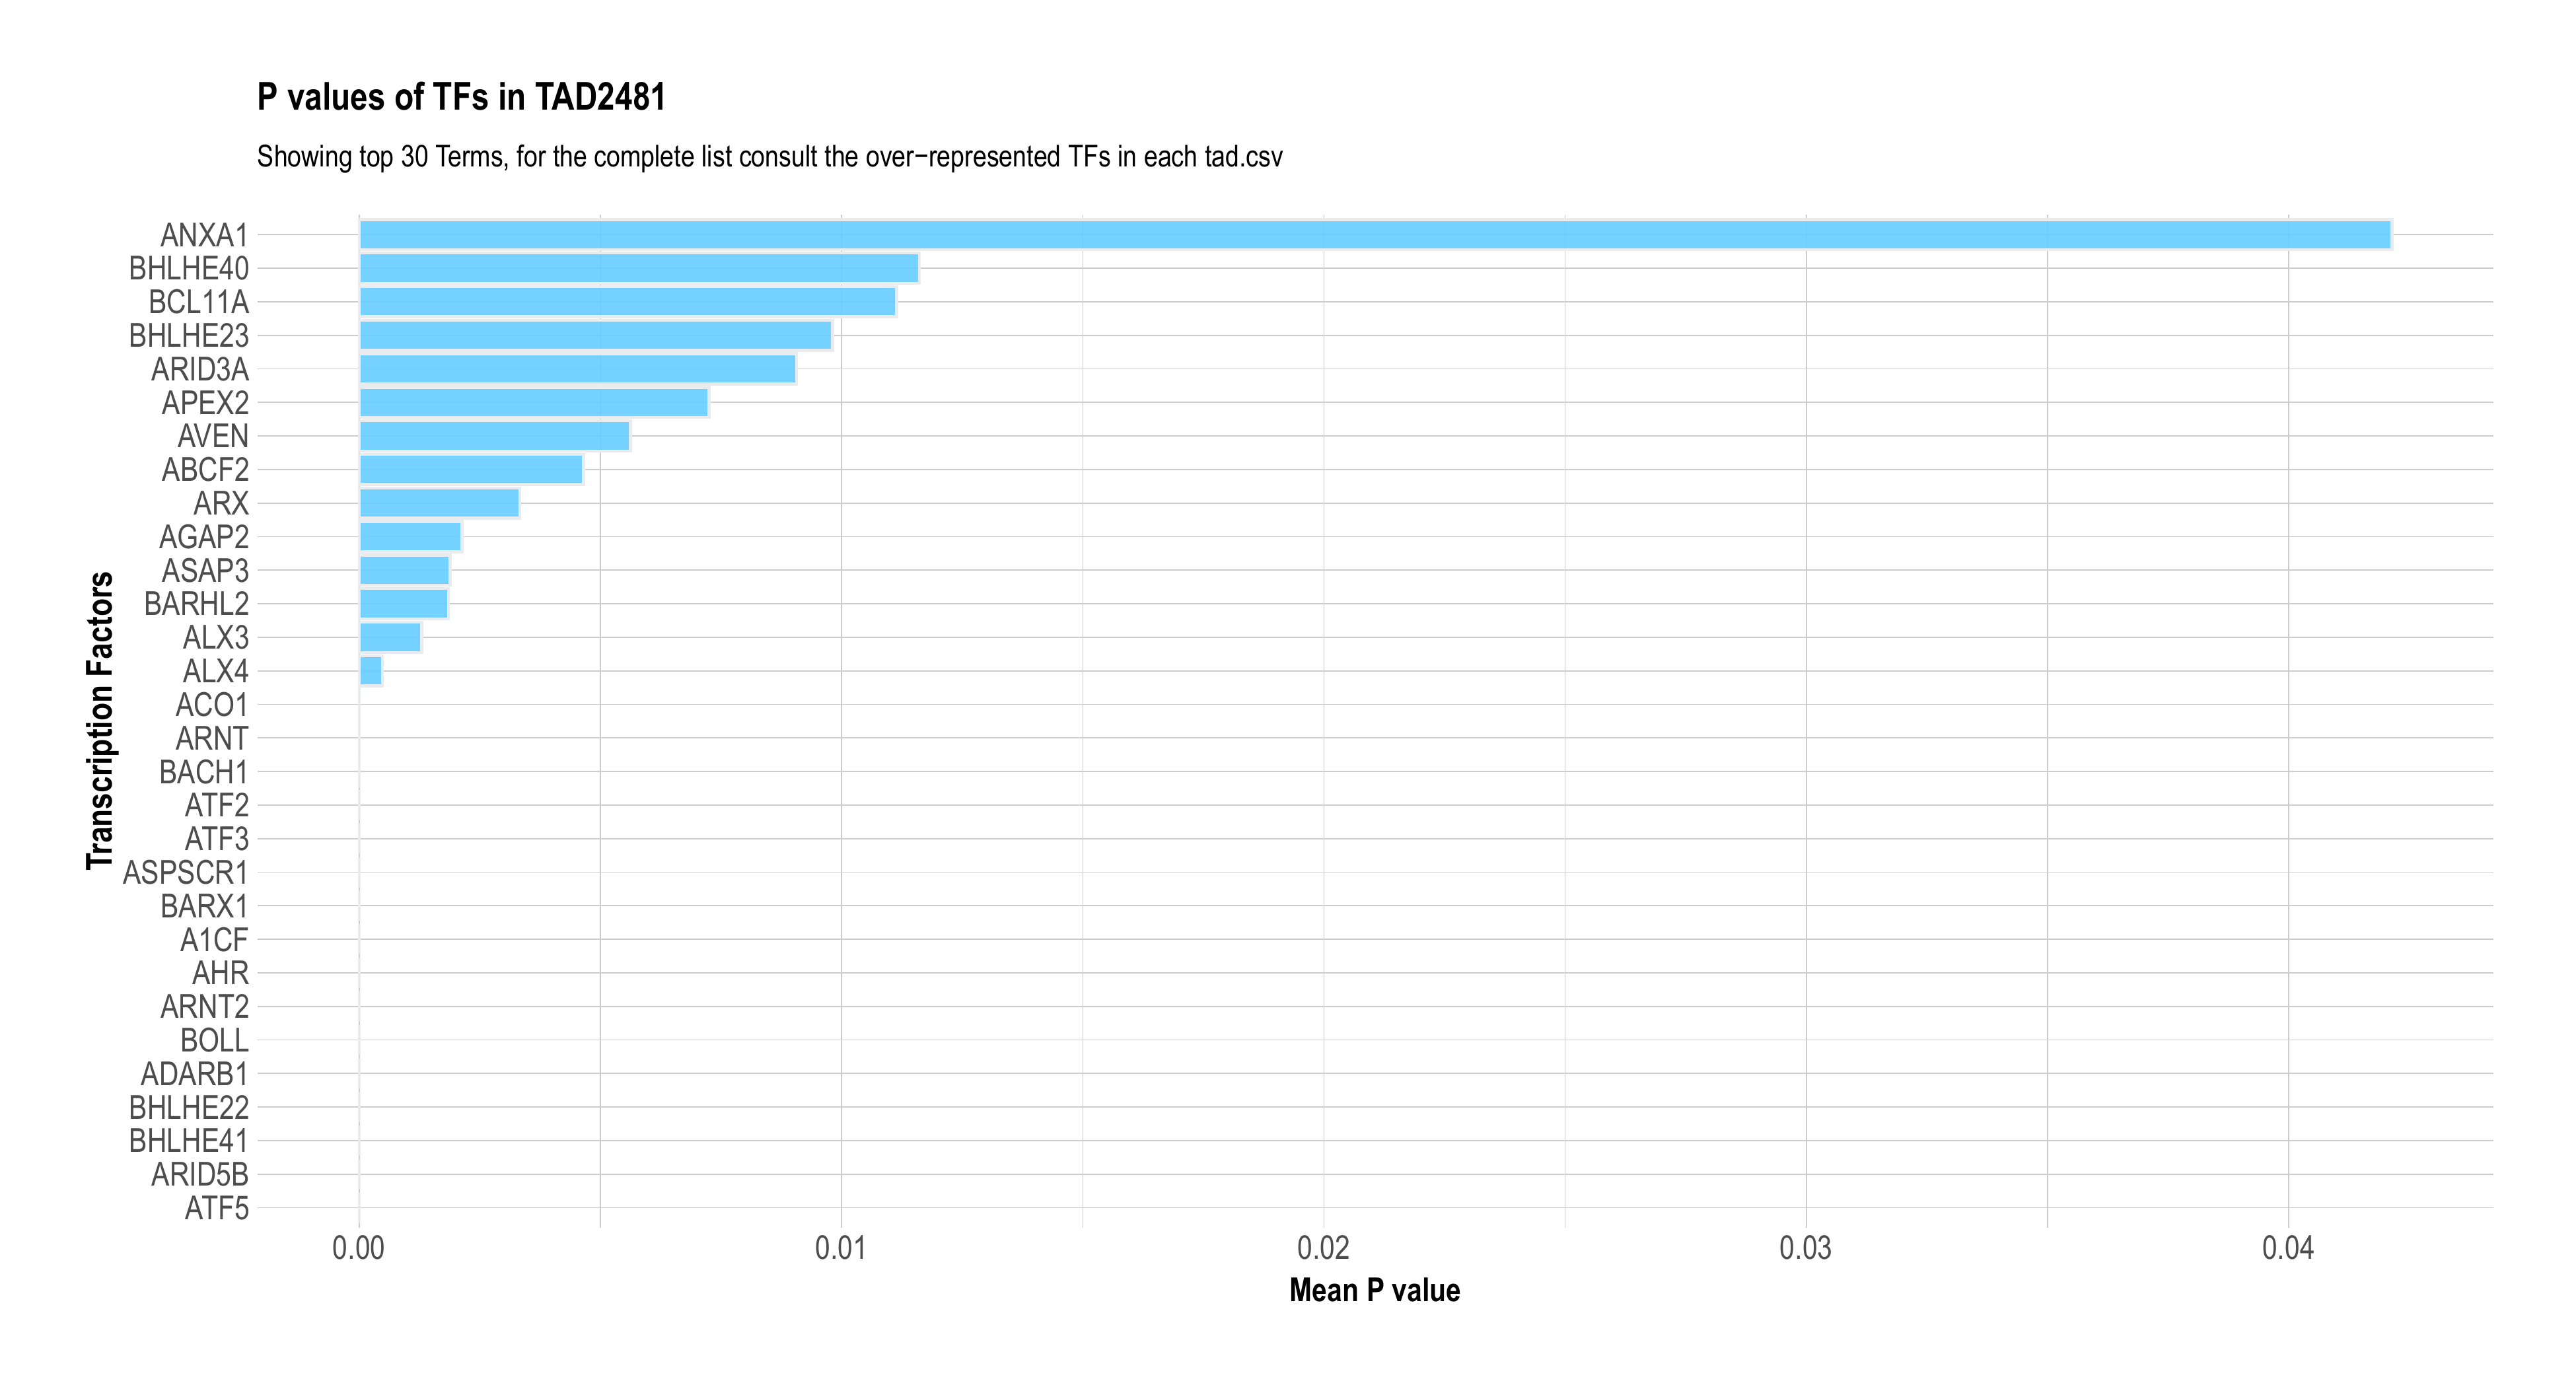 P values of TFs in TAD2481
Showing top 30 Terms, for the complete list consult the over−represented TFs in each tad.csv
Transcription Factors
ANXA1
BHLHE40
BCL11A
BHLHE23
ARID3A
APEX2
AVEN
ABCF2
ARX
AGAP2
ASAP3
BARHL2
ALX3
ALX4
ACO1
ARNT
BACH1
ATF2
ATF3
ASPSCR1
BARX1
A1CF
AHR
ARNT2
BOLL
ADARB1
BHLHE22
BHLHE41
ARID5B
ATF5
0.00 0.01 0.02 0.03 0.04
Mean P value